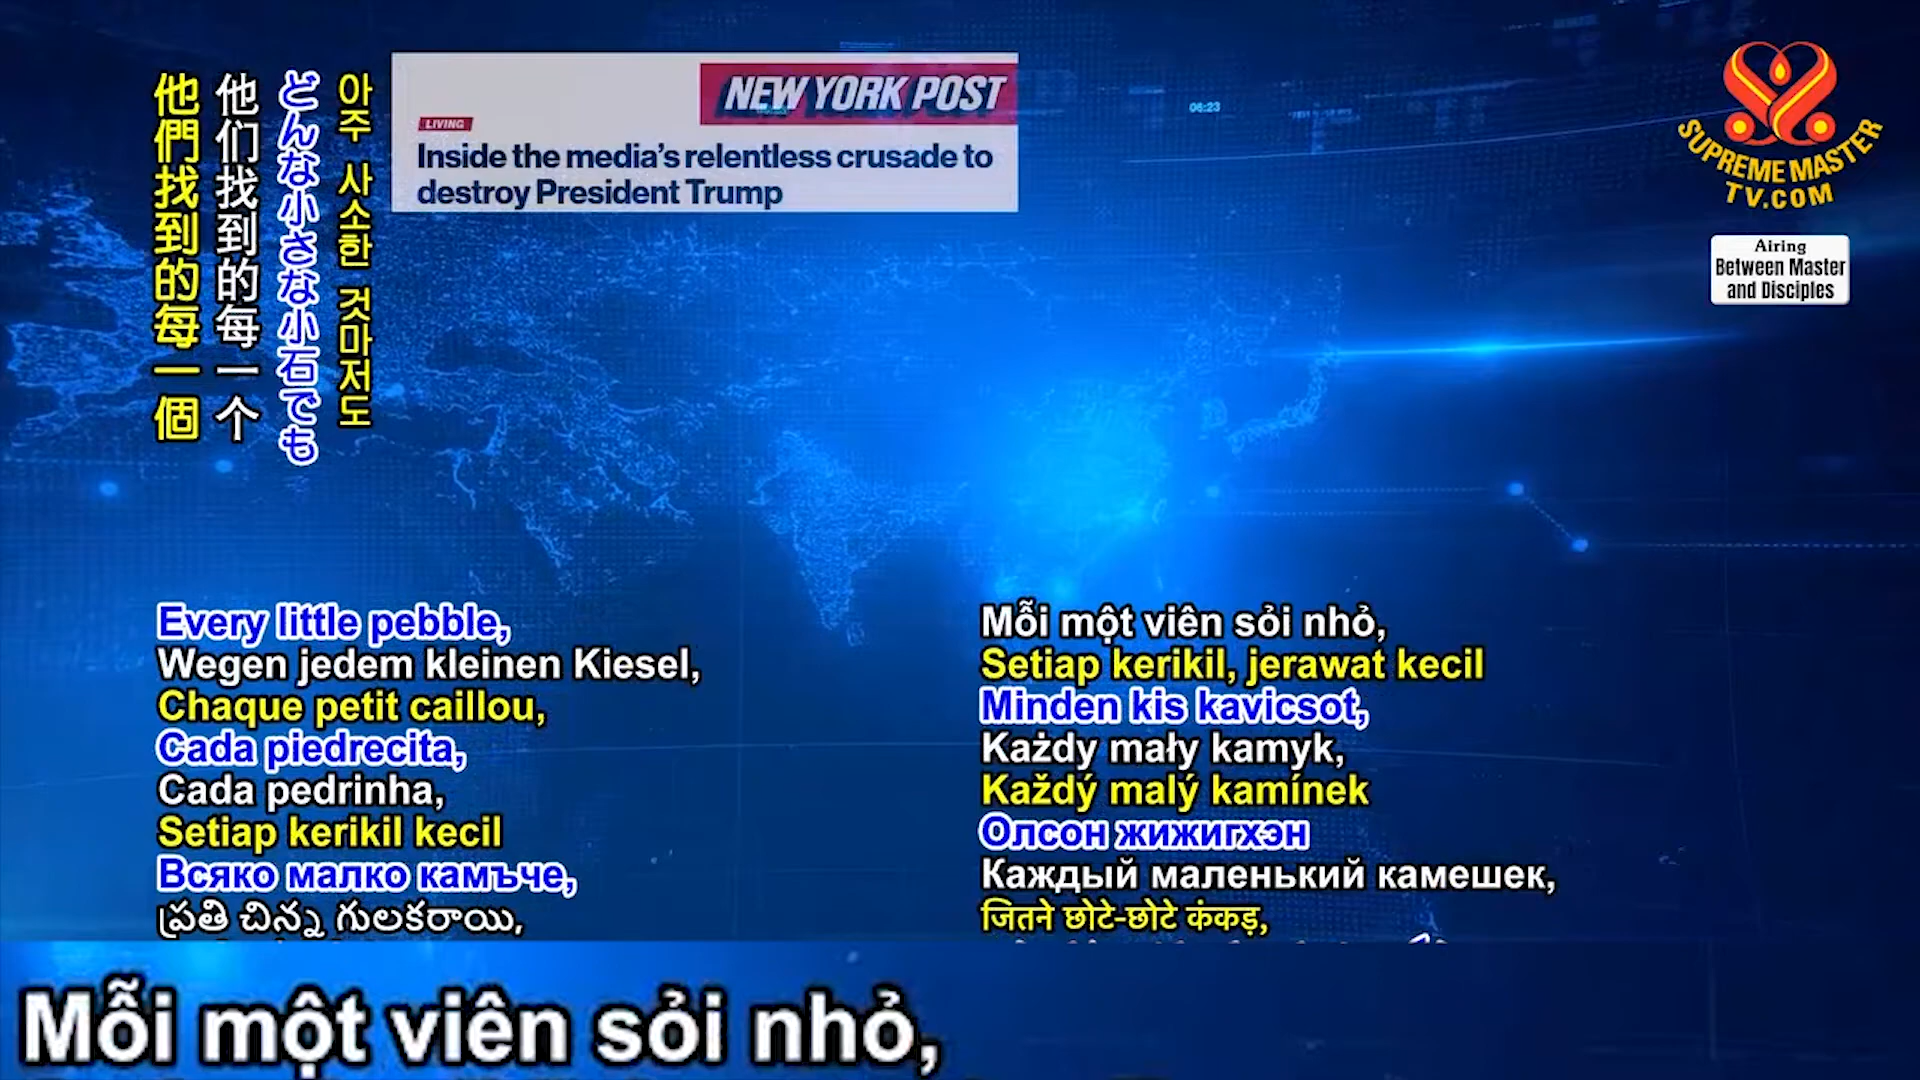 他們找到的每一個
他们找到的每一个
どんな小さな小石でも
아주 사소한 것마저도
NEW YORK POST
LIVING
Inside the media's relentless crusade to
destroy President Trump
06:23
SUPREME MASTER
TV.COM
Airing
Between Master
and Disciples
Every little pebble,
Wegen jedem kleinen Kiesel,
Chaque petit caillou,
Cada piedrecita,
Cada pedrinha,
Setiap kerikil kecil
Всяко малко камъче,
ప్రతి చిన్న గులకరాయి,
Mỗi một viên sỏi nhỏ,
Setiap kerikil, jerawat kecil
Minden kis kavicsot,
Każdy mały kamyk,
Každý malý kamínek
Олсон жижигхэн
Каждый маленький камешек,
जितने छोटे-छोटे कंकड़,
Mỗi một viên sỏi nhỏ,